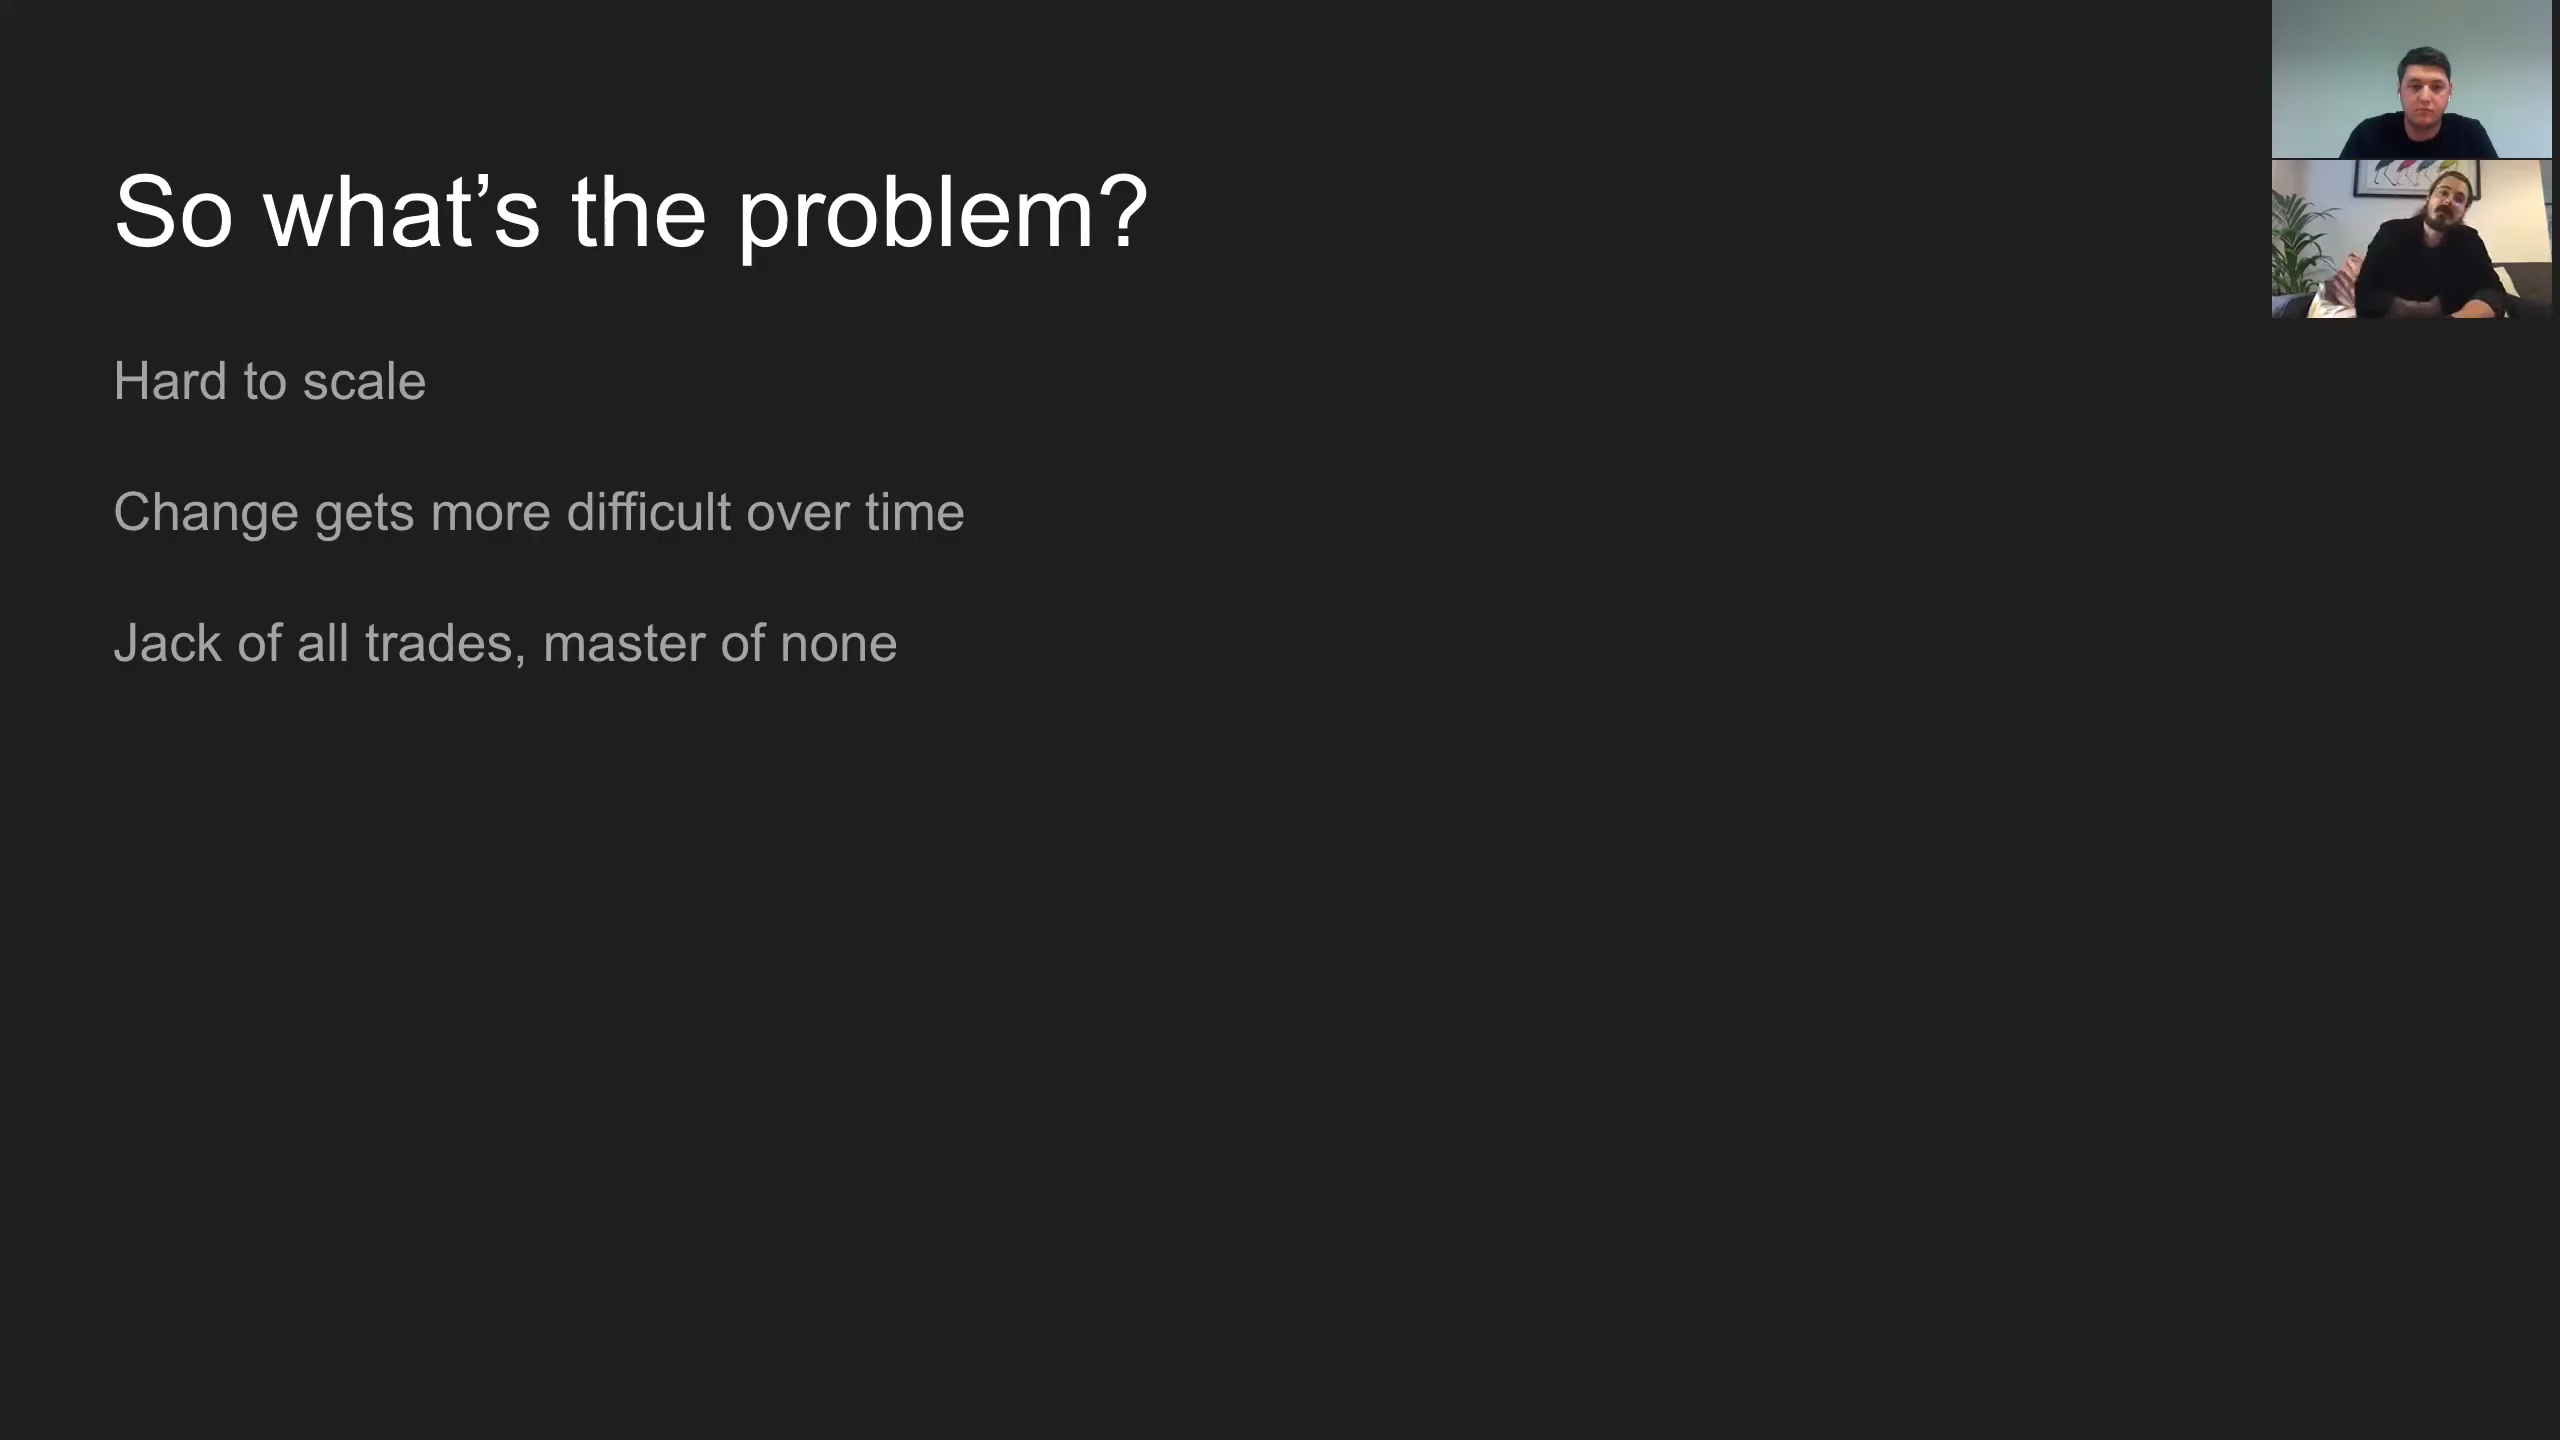 So what’s the problem?
Hard to scale
Change gets more difficult over time
Jack of all trades, master of none